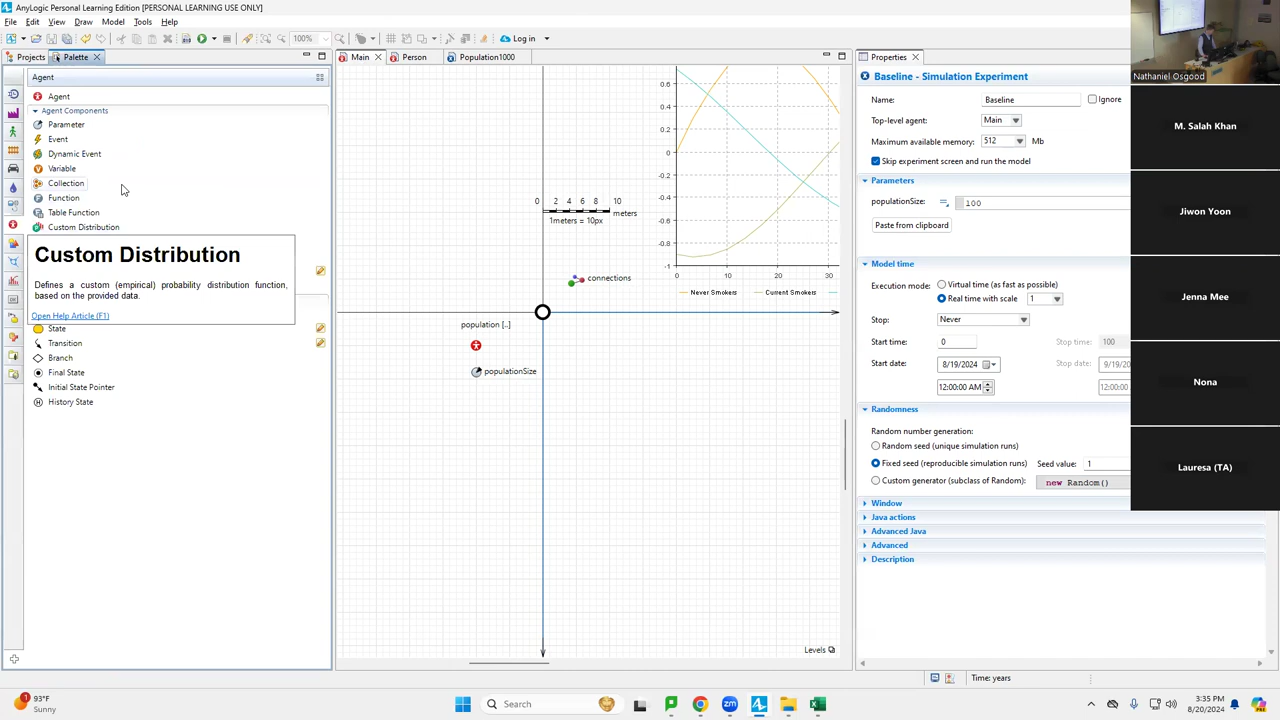 AnyLogic Personal Learning Edition [PERSONAL LEARNING USE ONLY]
File Edit View Draw Model Tools Help
100%
Log in
Projects
Palette
Main
Person
Population1000
Properties
Agent
Agent
Agent Components
Parameter
Event
Dynamic Event
Variable
Collection
Function
Table Function
Custom Distribution
Custom Distribution
Defines a custom (empirical) probability distribution function,
based on the provided data.
Open Help Article (F1)
State
Transition
Branch
Final State
Initial State Pointer
History State
0.6
0.4
0.2
0
-0.2
-0.4
-0.6
-0.8
-1
0 10 20 30
Never Smokers
Current Smokers
0 2 4 6 8 10
meters
1meters = 10px
connections
population [..]
populationSize
Levels
Baseline - Simulation Experiment
Name: Baseline
Ignore
Top-level agent: Main
Maximum available memory: 512 Mb
Skip experiment screen and run the model
Parameters
populationSize: 100
Paste from clipboard
Model time
Execution mode: Virtual time (as fast as possible)
Real time with scale 1
Stop: Never
Start time: 0 Stop time: 100
Start date: 8/19/2024 Stop date: 9/19/202
12:00:00 AM 12:00:00
Randomness
Random number generation:
Random seed (unique simulation runs)
Fixed seed (reproducible simulation runs) Seed value: 1
Custom generator (subclass of Random): new Random()
Window
Java actions
Advanced Java
Advanced
Description
Time: years
Nathaniel Osgood
M. Salah Khan
Jiwon Yoon
Jenna Mee
Nona
Lauresa (TA)
1
93°F
Sunny
Search
zm
3:35 PM
8/20/2024